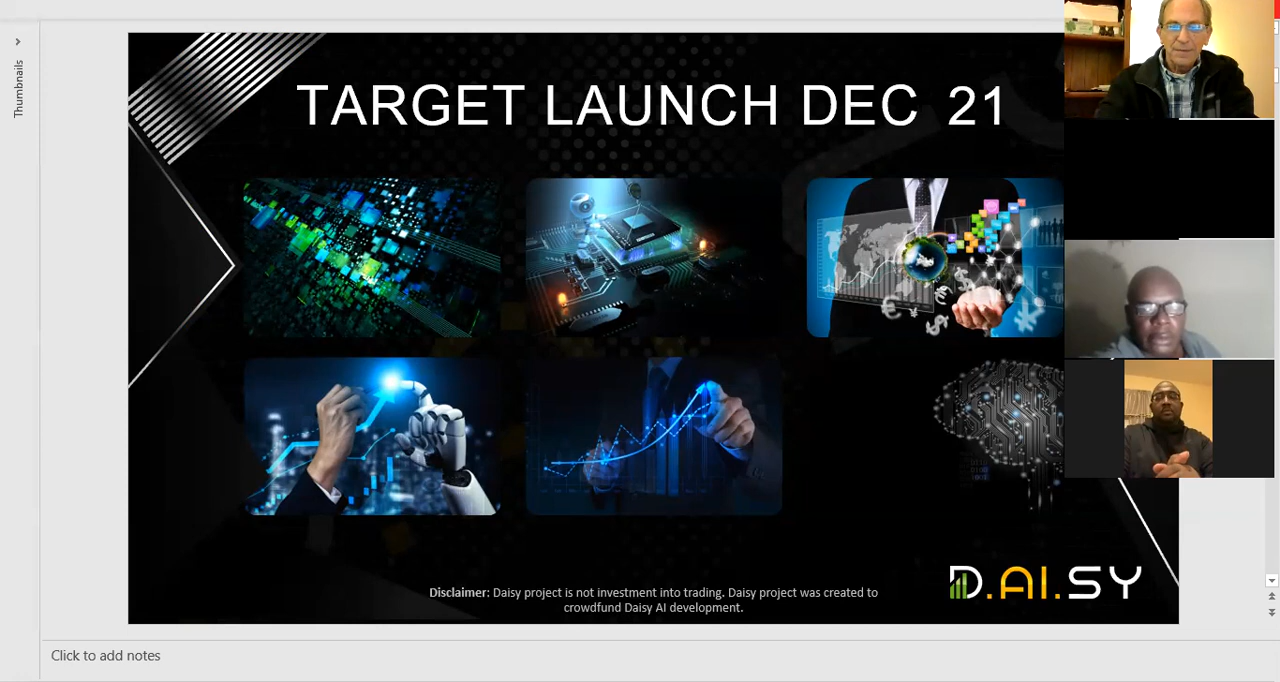 Thumbnails
TARGET LAUNCH DEC 21
Disclaimer: Daisy project is not investment into trading. Daisy project was created to
crowdfund Daisy AI development.
D.AI.SY
Click to add notes